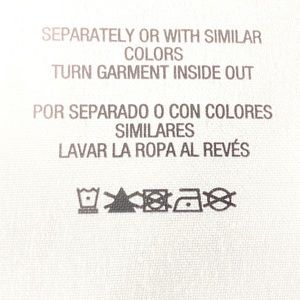 SEPARATELY OR WITH SIMILAR
COLORS
TURN GARMENT INSIDE OUT
POR SEPARADO O CON COLORES
SIMILARES
LAVAR LA ROPA AL REVÉS